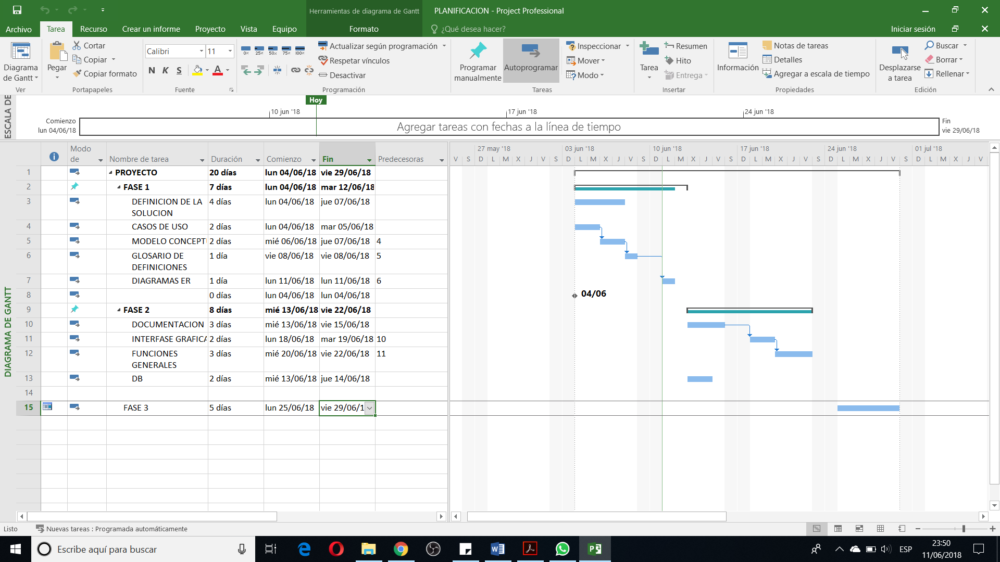 Herramientas de diagrama de Gantt
PLANIFICACION - Project Professional
Archivo Tarea Recurso Crear un informe Proyecto Vista Equipo Formato ¿Qué desea hacer? Iniciar sesión
Diagrama de Gantt
Ver
Pegar
Cortar
Copiar
Copiar formato
Portapapeles
Calibri 11
N K S A
Fuente
0% 25% 50% 75% 100%
Actualizar según programación
Respetar vínculos
Desactivar
Programación
Programar manualmente
Autoprogramar
Inspeccionar
Mover
Modo
Tareas
Tarea
Resumen
Hito
Entrega
Insertar
Información
Notas de tareas
Detalles
Agregar a escala de tiempo
Propiedades
Desplazarse a tarea
Buscar
Borrar
Rellenar
Edición
ESCALA DE
Hoy
10 jun '18 17 jun '18 24 jun '18
Comienzo
lun 04/06/18
Agregar tareas con fechas a la línea de tiempo
Fin
vie 29/06/18
DIAGRAMA DE GANTT
Modo de Nombre de tarea Duración Comienzo Fin Predecesoras
27 may '18 03 jun '18 10 jun '18 17 jun '18 24 jun '18 01 jul '18
V S D L M X J V S D L M X J V S D L M X J V S D L M X J V S D L M X J V S D L M X J V
1 PROYECTO 20 días lun 04/06/18 vie 29/06/18
2 FASE 1 7 días lun 04/06/18 mar 12/06/18
3 DEFINICION DE LA SOLUCION 4 días lun 04/06/18 jue 07/06/18
4 CASOS DE USO 2 días lun 04/06/18 mar 05/06/18
5 MODELO CONCEPT 2 días mié 06/06/18 jue 07/06/18 4
6 GLOSARIO DE DEFINICIONES 1 día vie 08/06/18 vie 08/06/18 5
7 DIAGRAMAS ER 1 día lun 11/06/18 lun 11/06/18 6
8 0 días lun 04/06/18 lun 04/06/18
04/06
9 FASE 2 8 días mié 13/06/18 vie 22/06/18
10 DOCUMENTACION 3 días mié 13/06/18 vie 15/06/18
11 INTERFASE GRAFICA 2 días lun 18/06/18 mar 19/06/18 10
12 FUNCIONES GENERALES 3 días mié 20/06/18 vie 22/06/18 11
13 DB 2 días mié 13/06/18 jue 14/06/18
14
15 FASE 3 5 días lun 25/06/18 vie 29/06/1
Listo Nuevas tareas : Programada automáticamente
Escribe aquí para buscar
ESP
23:50
11/06/2018